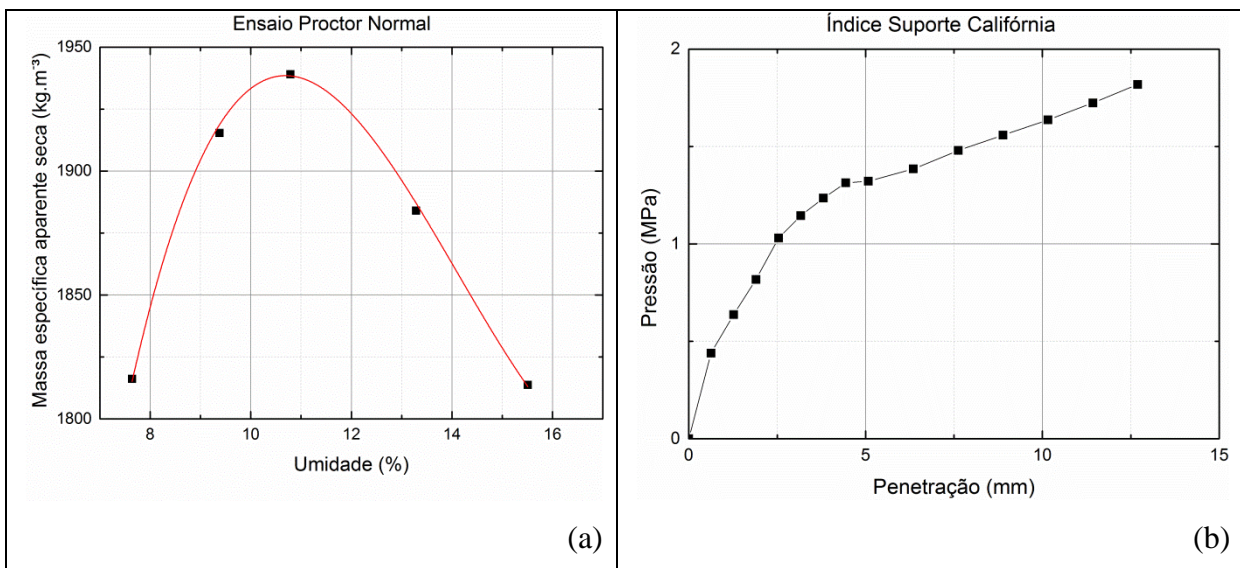 Ensaio Proctor Normal
Massa específica aparente seca (kg.m⁻³)
1950
1900
1850
1800
8
10
12
14
16
Umidade (%)
(a)
Índice Suporte Califórnia
Pressão (MPa)
2
1
0
0
5
10
15
Penetração (mm)
(b)